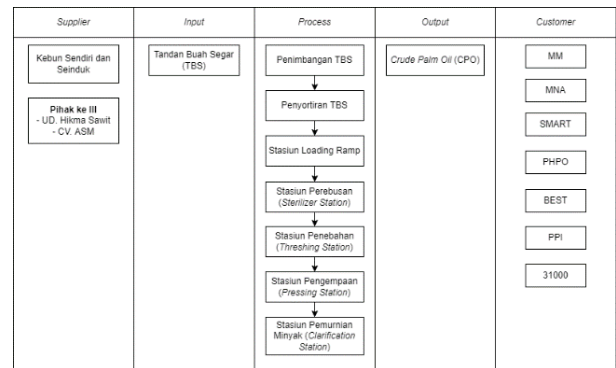 Supplier
Input
Process
Output
Customer
Kebun Sendiri dan
Seinduk
Pihak ke III
- UD. Hikma Sawit
- CV. ASM
Tandan Buah Segar
(TBS)
Penimbangan TBS
Penyortiran TBS
Stasiun Loading Ramp
Stasiun Perebusan
(Sterilizer Station)
Stasiun Penebahan
(Threshing Station)
Stasiun Pengempaan
(Pressing Station)
Stasiun Pemurnian
Minyak (Clarification
Station)
Crude Palm Oil (CPO)
MM
MNA
SMART
PHPO
BEST
PPI
31000